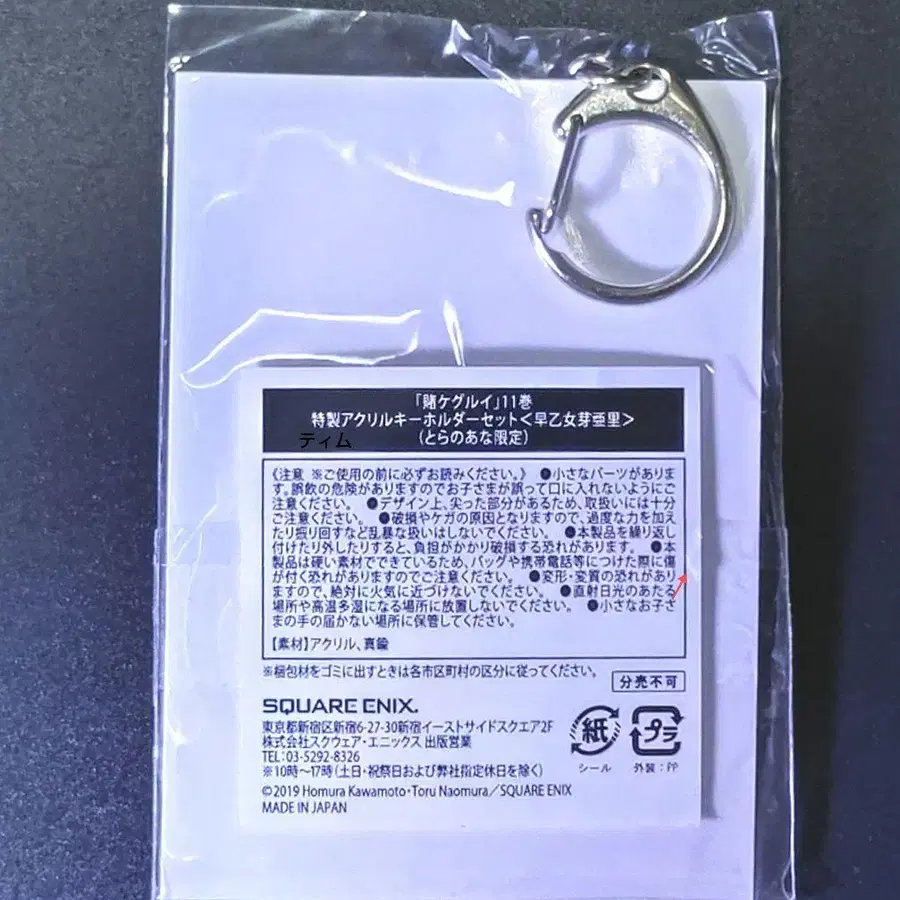 「賭ケグルイ」11巻
特製アクリルキーホルダーセット＜早乙女芽亜里＞
（とらのあな限定）
ティム
《注意 ※ご使用の前に必ずお読みください。》 ●小さなパーツがありま
す。誤飲の危険がありますのでお子さまが誤って口に入れないようにご
注意ください。 ●デザイン上、尖った部分があるため、取扱いには十分
ご注意ください。 ●破損やケガの原因となりますので、過度な力を加え
たり振り回すなど乱暴な扱いはしないでください。 ●本製品を繰り返し
付けたり外したりすると、負担がかかり破損する恐れがあります。 ●本
製品は硬い素材でできているため、バッグや携帯電話等につけた際に傷
が付く恐れがありますのでご注意ください。 ●変形・変質の恐れがあり
ますので、絶対に火気に近づけないでください。 ●直射日光のあたる
場所や高温多湿になる場所に放置しないでください。 ●小さなお子さ
まの手の届かない場所に保管してください。
【素材】アクリル、真鍮
※梱包材をゴミに出すときは各市区町村の区分に従ってください。
分売不可
SQUARE ENIX.
東京都新宿区新宿6-27-30新宿イーストサイドスクエア2F
株式会社スクウェア・エニックス 出版営業
TEL：03-5292-8326
※10時～17時（土日・祝祭日および弊社指定休日を除く）
©2019 Homura Kawamoto・Toru Naomura／SQUARE ENIX
MADE IN JAPAN
紙
シール
プラ
外装：PP